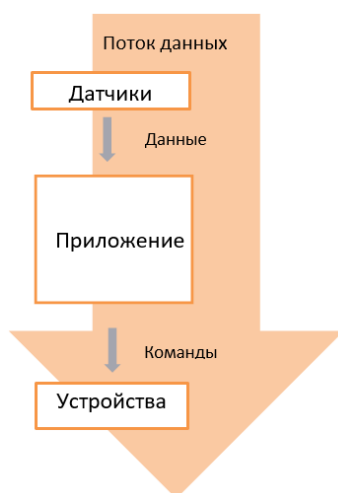 Поток данных
Датчики
Данные
Приложение
Команды
Устройства